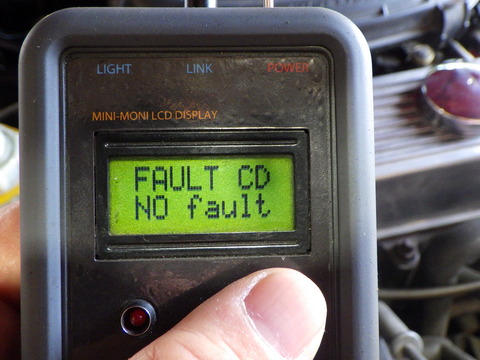 LIGHT LINK POWER
MINI-MONI LCD DISPLAY
FAULT CD
NO fault